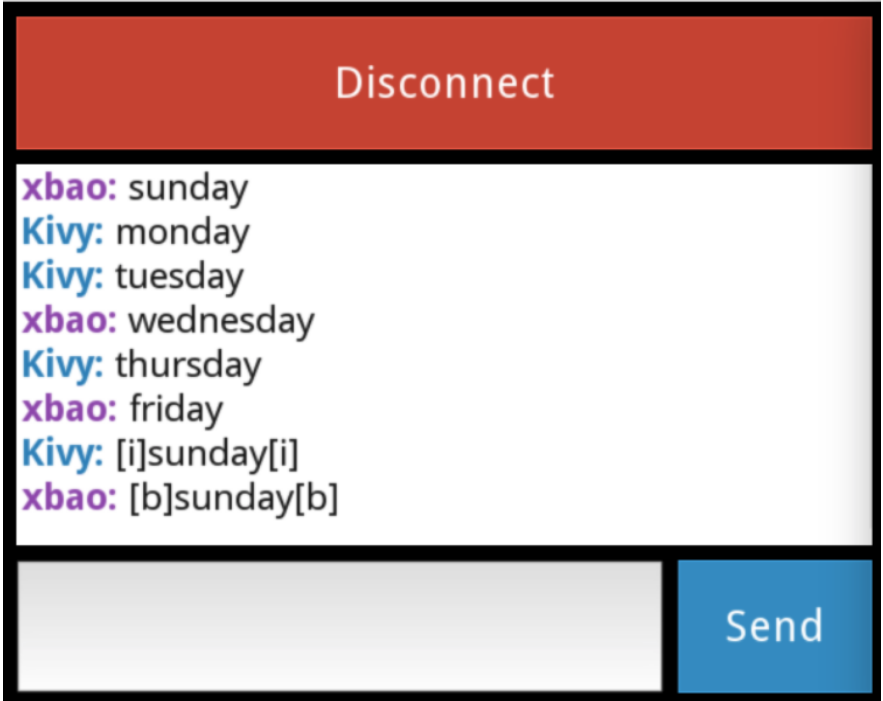 Disconnect
xbao: sunday
Kivy: monday
Kivy: tuesday
xbao: wednesday
Kivy: thursday
xbao: friday
Kivy: [i]sunday[i]
xbao: [b]sunday[b]
Send